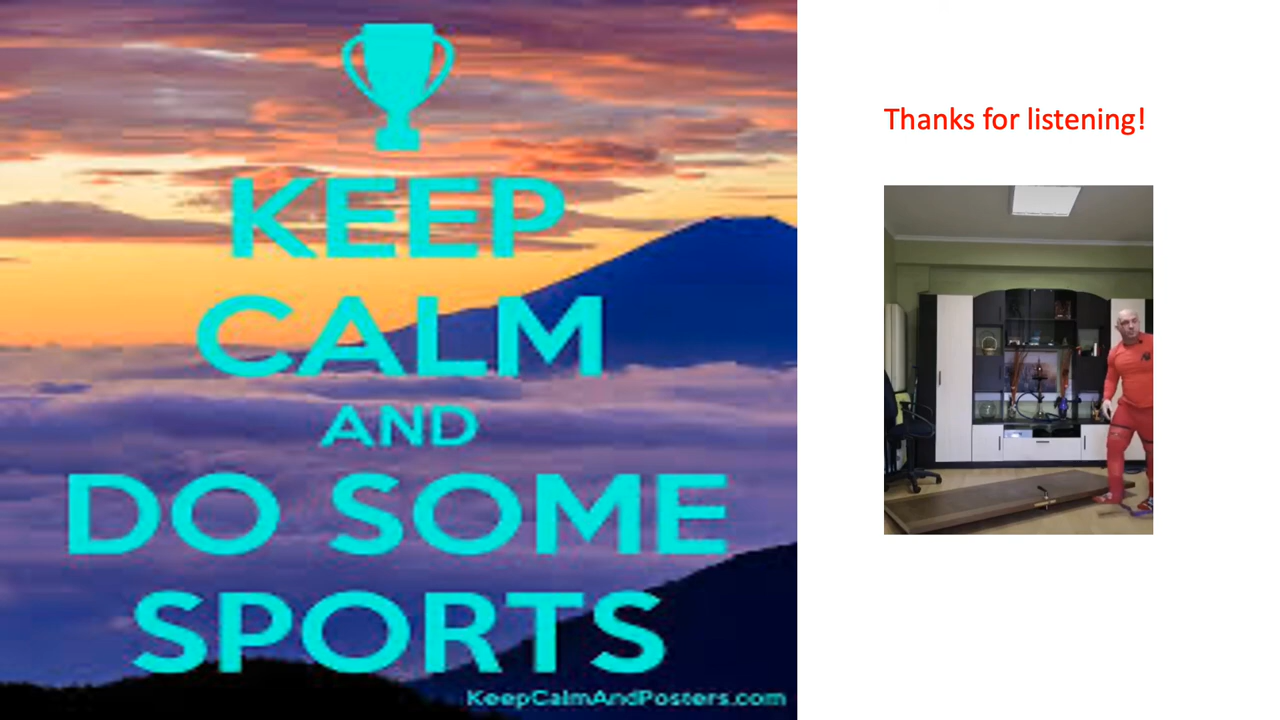 KEEP
CALM
AND
DO SOME
SPORTS
KeepCalmAndPosters.com
Thanks for listening!